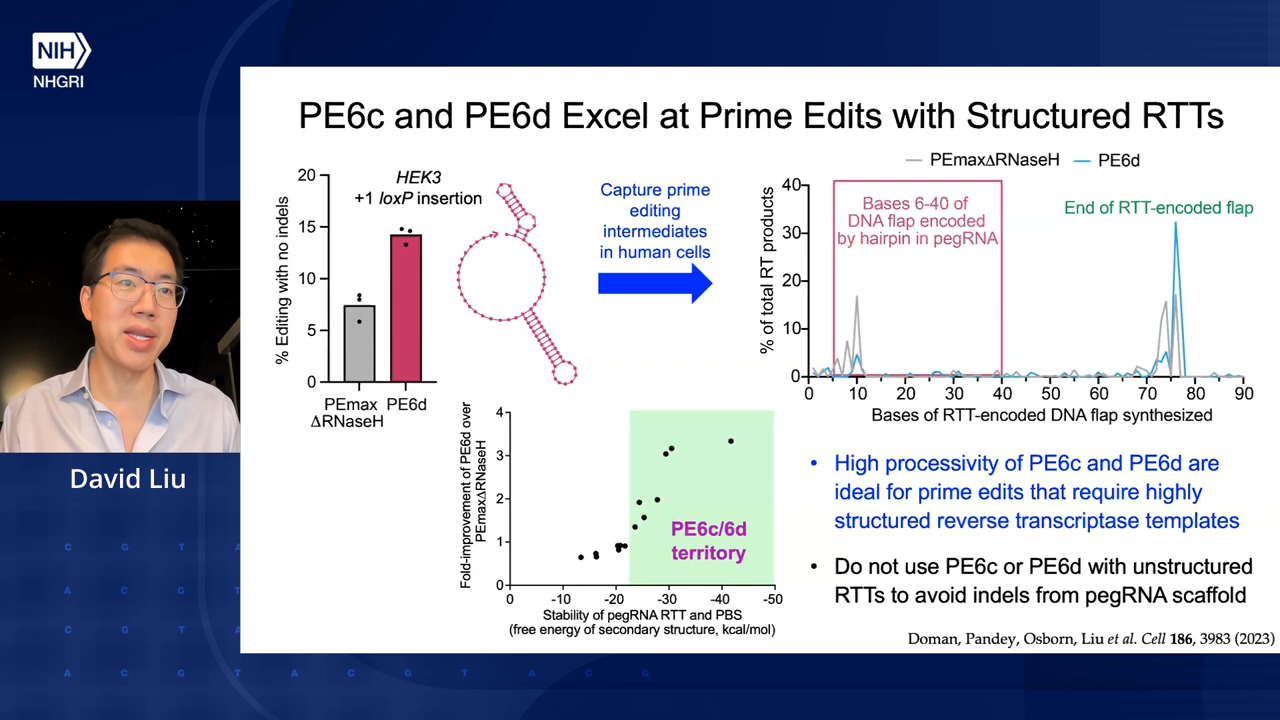 NIH
NHGRI
PE6c and PE6d Excel at Prime Edits with Structured RTTs
HEK3
+1 loxP insertion
% Editing with no indels
20
15
10
5
0
PEmax
ΔRNaseH
PE6d
Capture prime
editing
intermediates
in human cells
PEmaxΔRNaseH
PE6d
% of total RT products
40
30
20
10
0
Bases 6-40 of
DNA flap encoded
by hairpin in pegRNA
End of RTT-encoded flap
0 10 20 30 40 50 60 70 80 90
Bases of RTT-encoded DNA flap synthesized
Fold-improvement of PE6d over
PEmaxΔRNaseH
4
3
2
1
0
PE6c/6d
territory
0 -10 -20 -30 -40 -50
Stability of pegRNA RTT and PBS
(free energy of secondary structure, kcal/mol)
• High processivity of PE6c and PE6d are
ideal for prime edits that require highly
structured reverse transcriptase templates
• Do not use PE6c or PE6d with unstructured
RTTs to avoid indels from pegRNA scaffold
Doman, Pandey, Osborn, Liu et al. Cell 186, 3983 (2023)
David Liu
C G T A
A C G T
C G T A
A C G T A C G T A C G